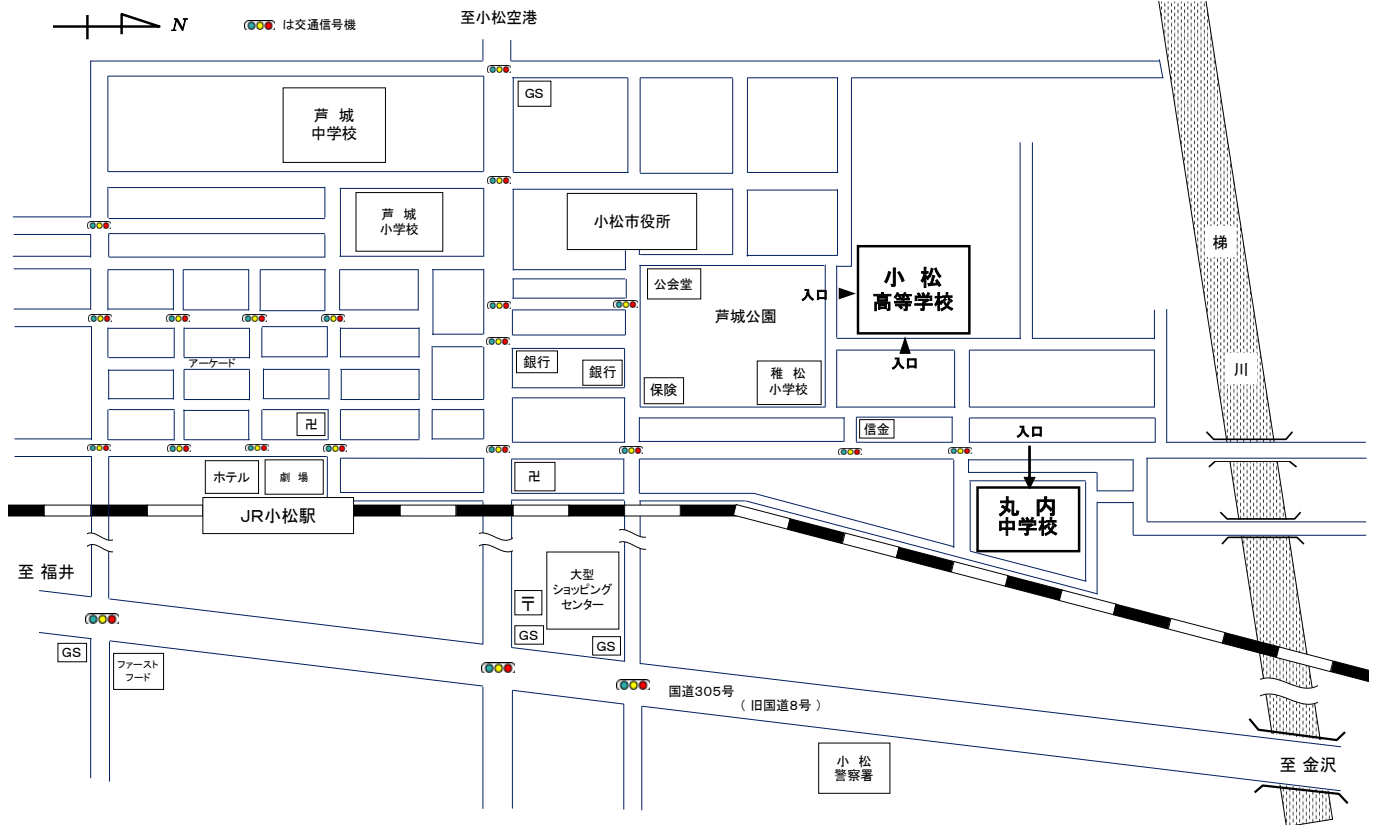 N
は交通信号機
至小松空港
GS
芦 城
中学校
芦 城
小学校
小松市役所
公会堂
芦城公園
入口
小 松
高等学校
入口
梯
川
アーケード
銀行
銀行
保険
稚 松
小学校
卍
信金
入口
ホテル
劇 場
卍
JR小松駅
丸 内
中学校
至 福井
大型
ショッピング
センター
〒
GS
GS
GS
ファースト
フード
国道305号
( 旧国道8号 )
小 松
警察署
至 金沢